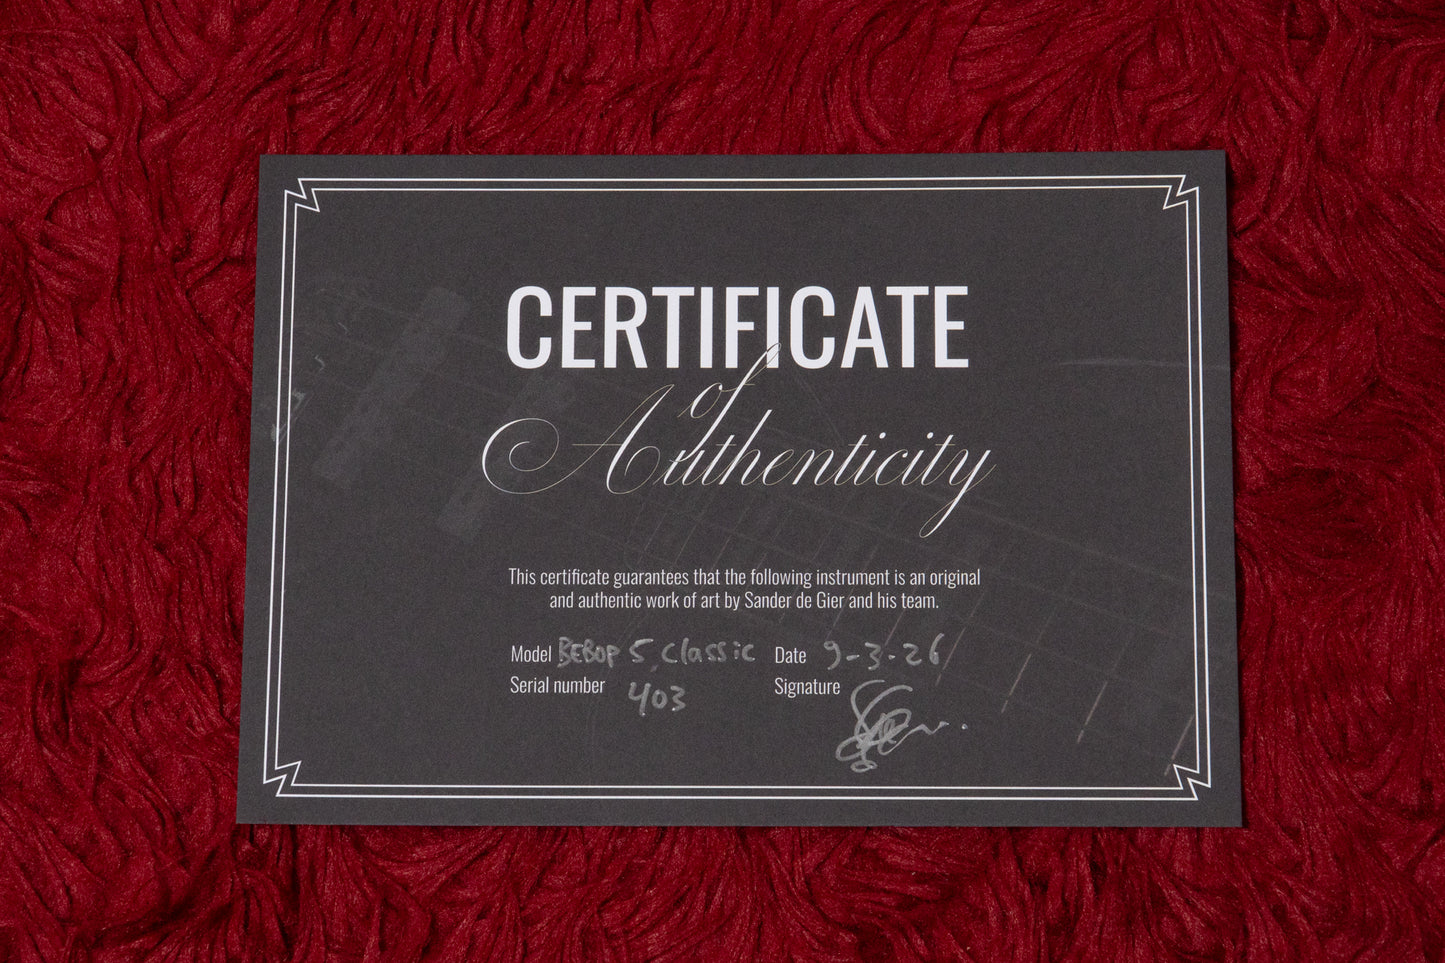 CERTIFICATE
of
Authenticity
This certificate guarantees that the following instrument is an original
and authentic work of art by Sander de Gier and his team.
Model BEBOP 5 Classic Date 9-3-26
Serial number 403 Signature